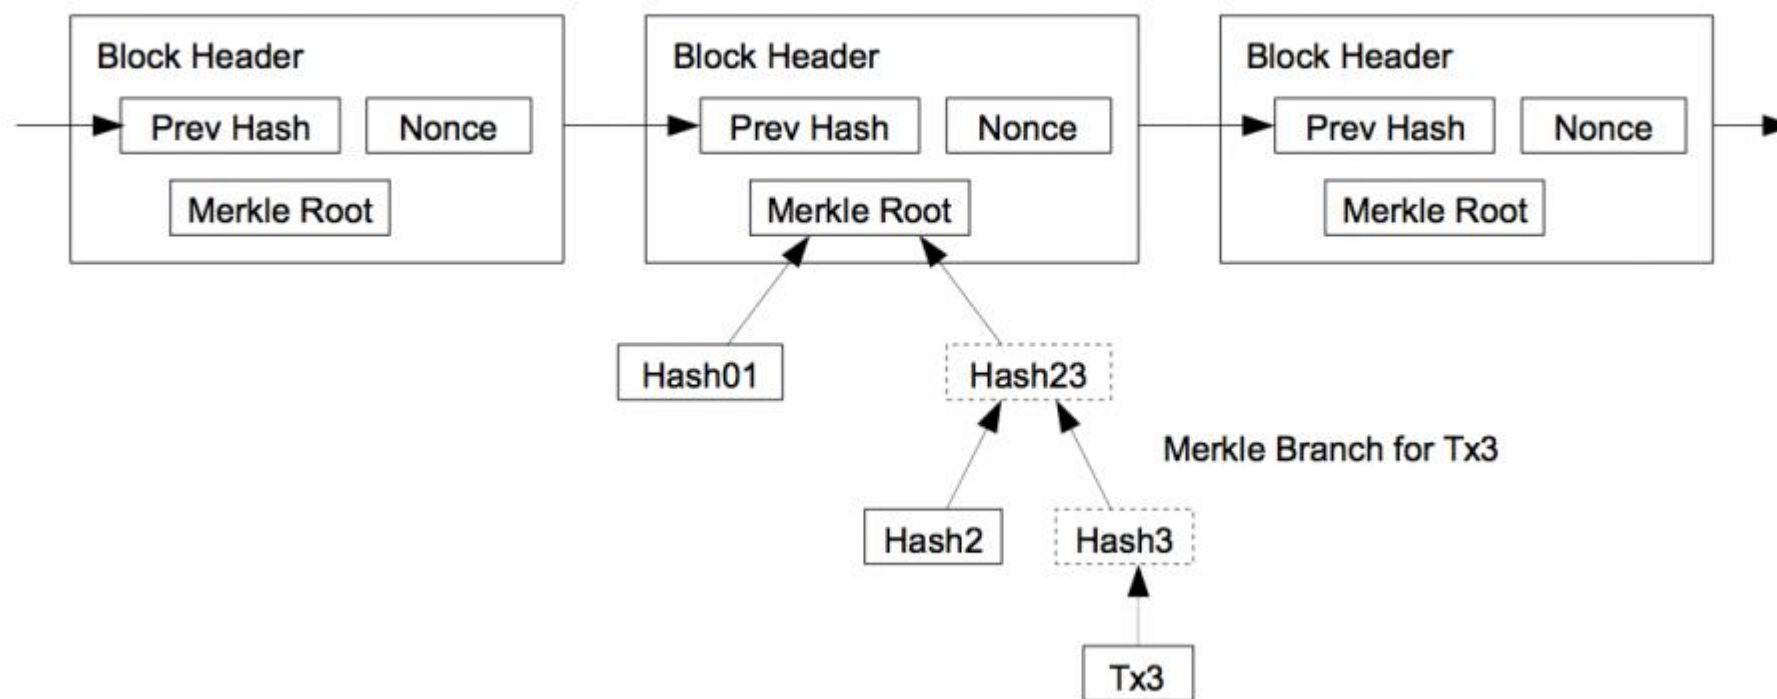 Block Header
Block Header
Block Header
Prev Hash
Nonce
Prev Hash
Nonce
Prev Hash
Nonce
Merkle Root
Merkle Root
Merkle Root
Hash01
Hash23
Merkle Branch for Tx3
Hash2
Hash3
Tx3